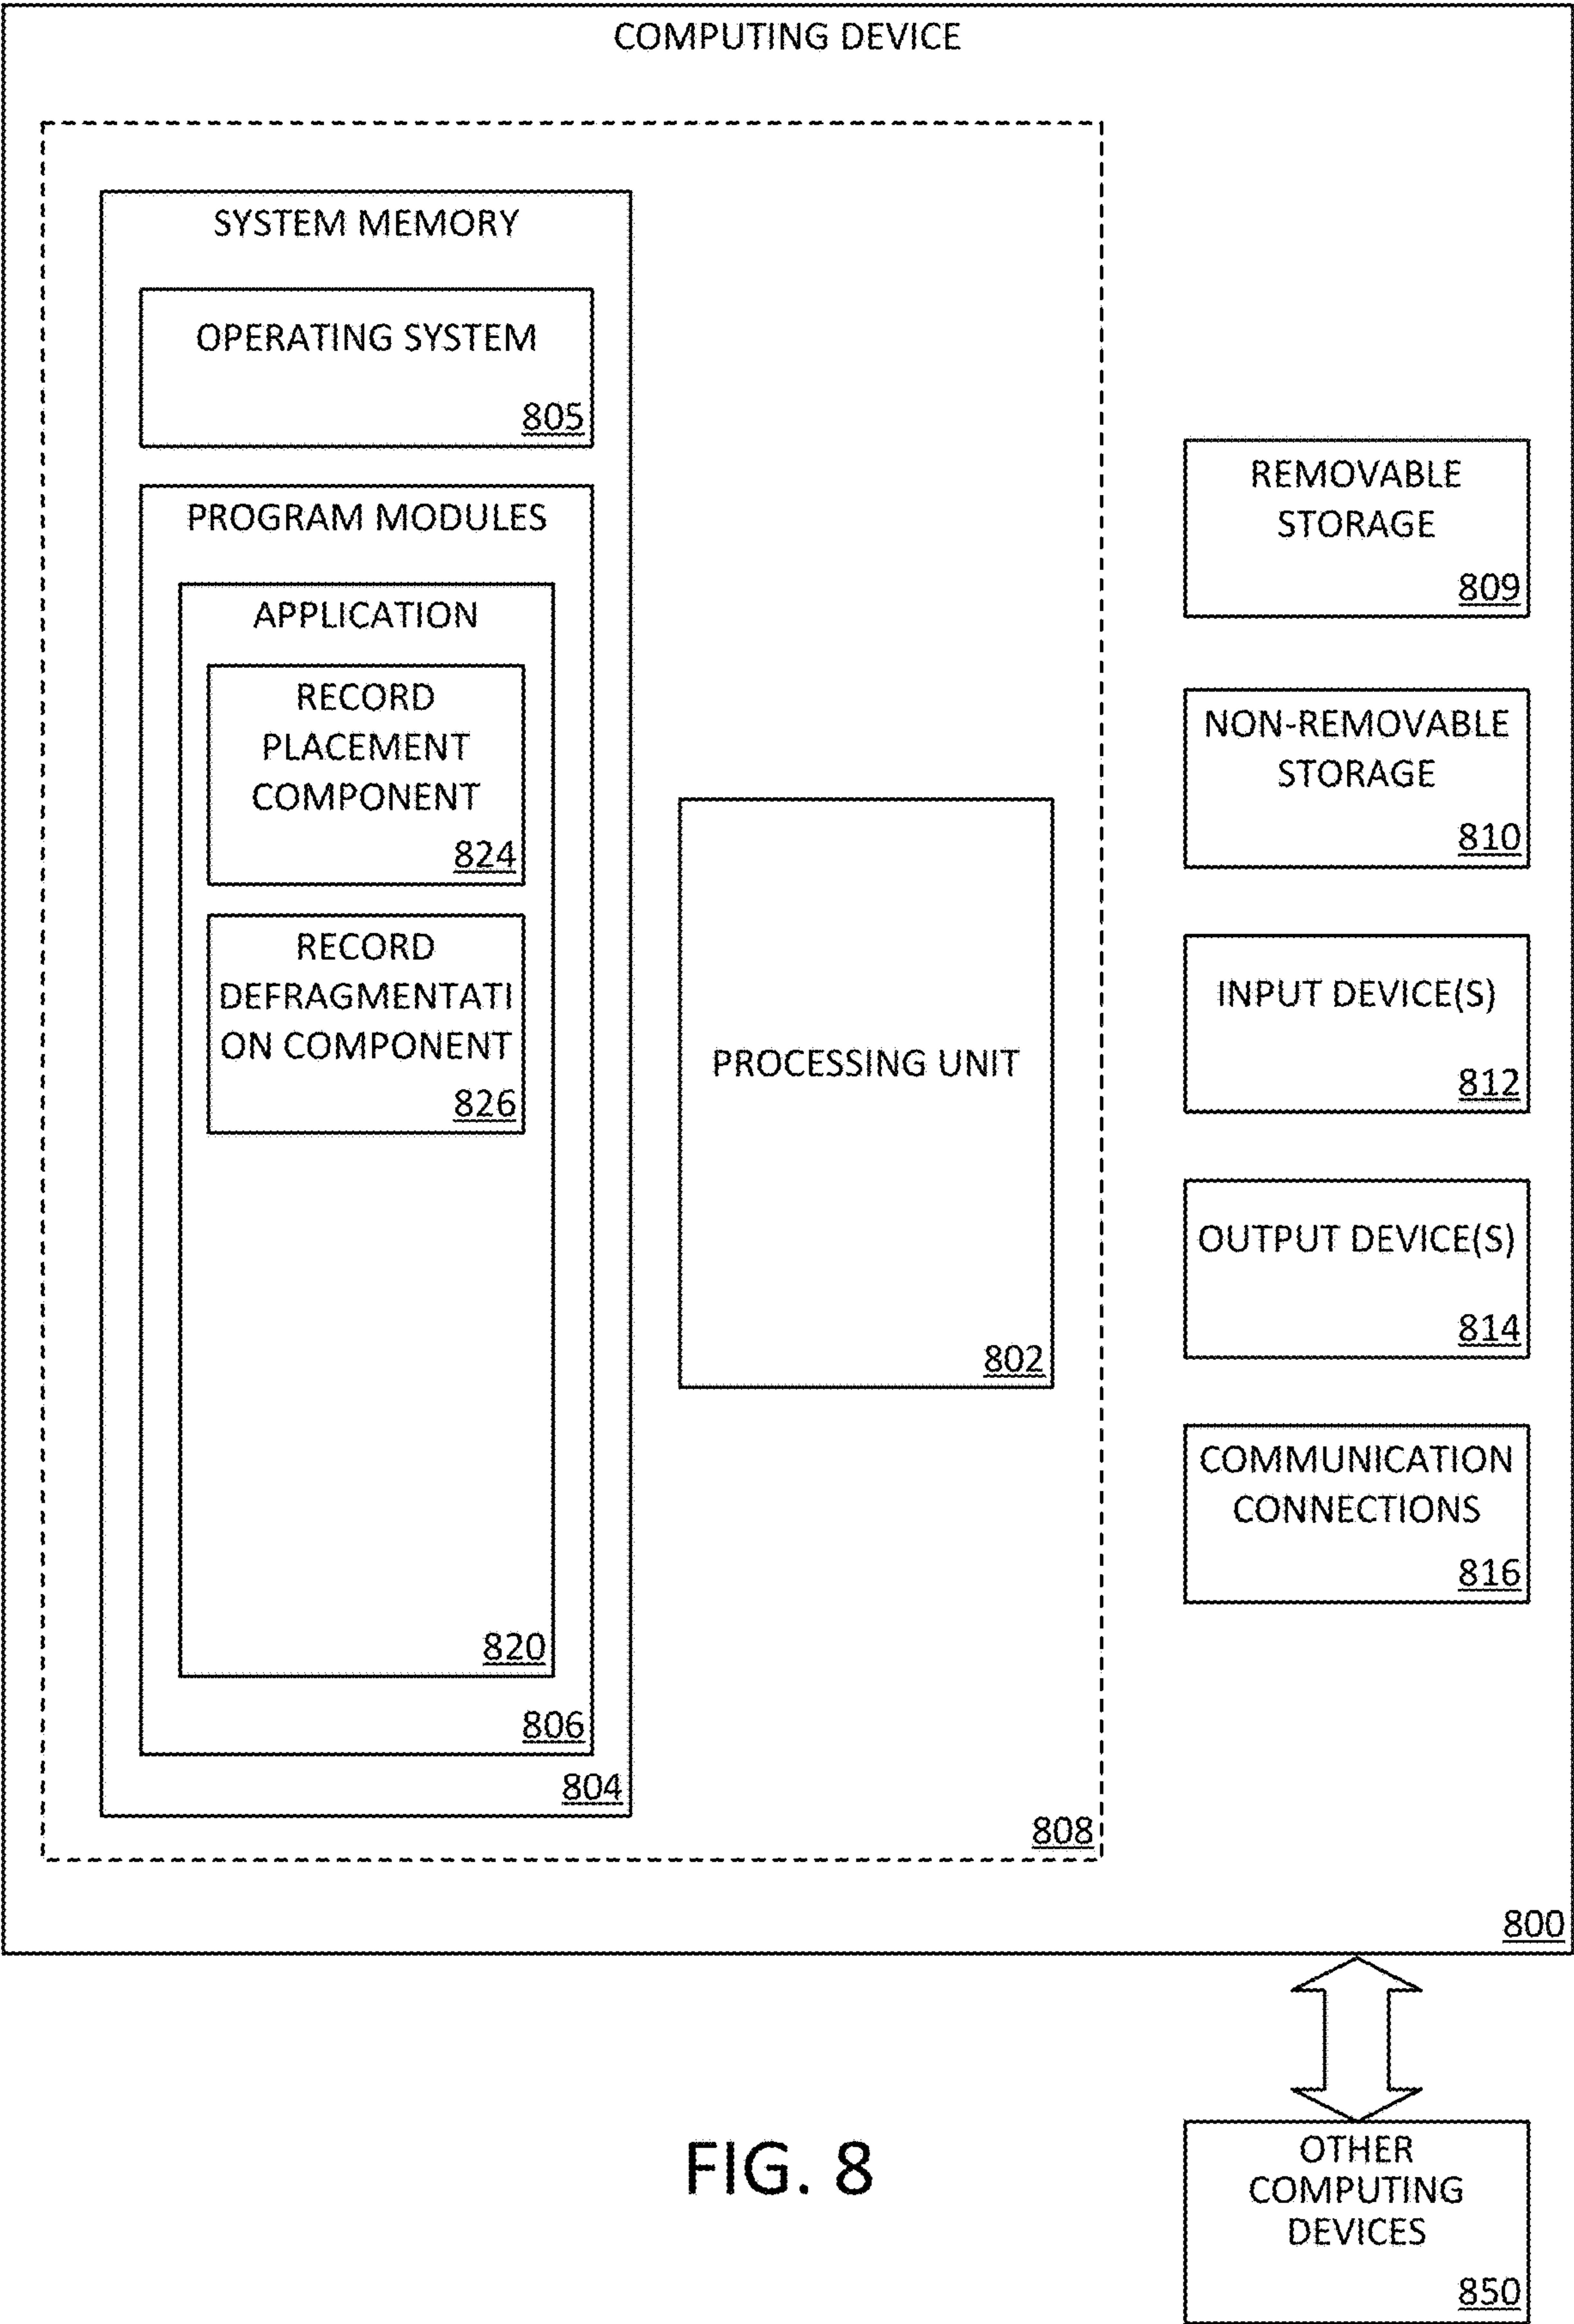 COMPUTING DEVICE
SYSTEM MEMORY
OPERATING SYSTEM
805
PROGRAM MODULES
APPLICATION
RECORD
PLACEMENT
COMPONENT
824
RECORD
DEFRAGMENTATI
ON COMPONENT
826
820
806
804
PROCESSING UNIT
802
808
REMOVABLE
STORAGE
809
NON-REMOVABLE
STORAGE
810
INPUT DEVICE(S)
812
OUTPUT DEVICE(S)
814
COMMUNICATION
CONNECTIONS
816
800
OTHER
COMPUTING
DEVICES
850
FIG. 8